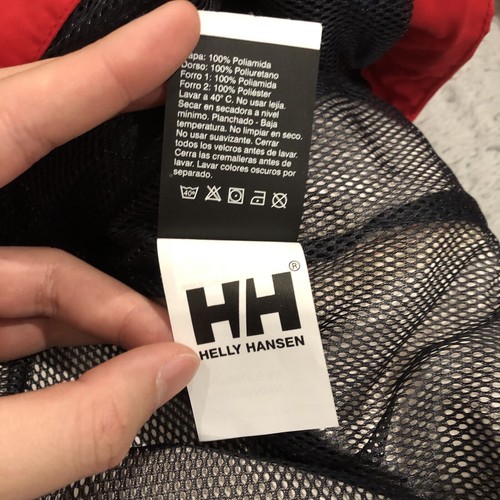 Capa: 100% Poliamida
Dorso: 100% Poliuretano
Forro 1: 100% Poliamida
Forro 2: 100% Poliéster
Lavar a 40° C. No usar lejía.
Secar en secadora a nivel
mínimo. Planchado - Baja
temperatura. No limpiar en seco.
No usar suavizante. Cerrar
todos los velcros antes de lavar.
Cerra las cremalleras antes de
lavar. Lavar colores oscuros por
separado.
40°
HH®
HELLY HANSEN